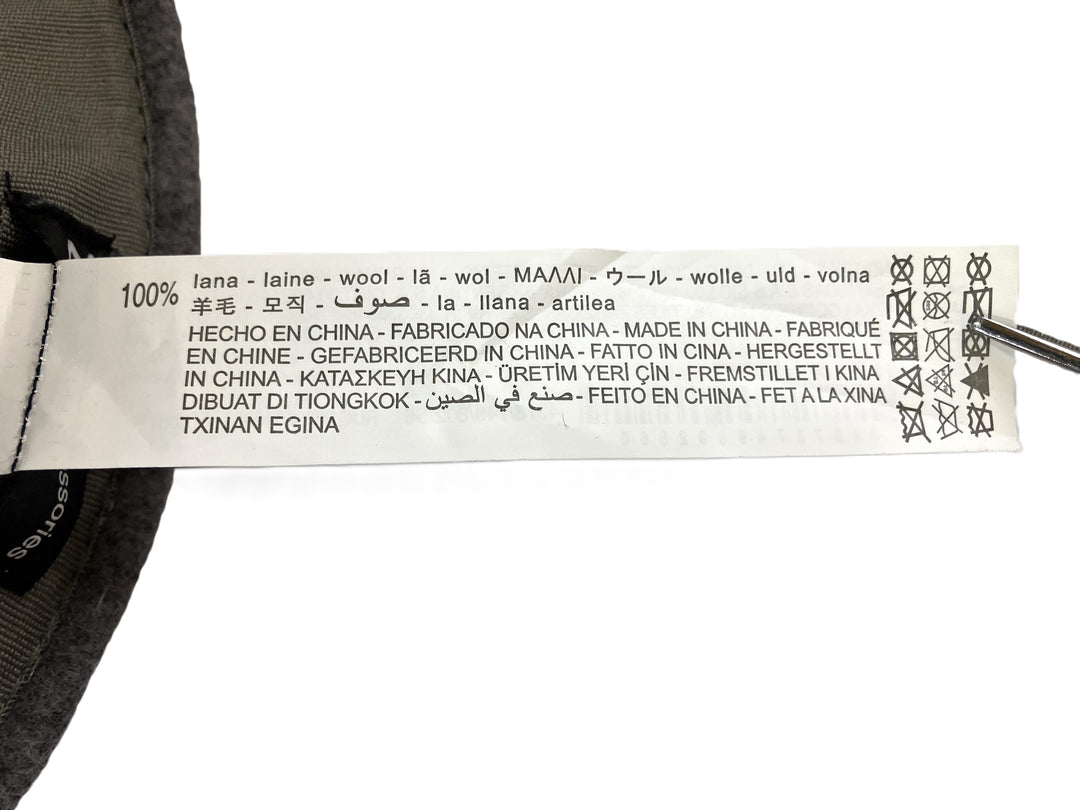 100% lana - laine - wool - lã - wol - ΜΑΛΛΙ - ウール - wolle - uld - volna
羊毛 - 모직 - صوف - la - llana - artilea
HECHO EN CHINA - FABRICADO NA CHINA - MADE IN CHINA - FABRIQUÉ
EN CHINE - GEFABRICEERD IN CHINA - FATTO IN CINA - HERGESTELLT
IN CHINA - ΚΑΤΑΣΚΕΥΗ ΚΙΝΑ - ÜRETİM YERİ ÇİN - FREMSTILLET I KINA
DIBUAT DI TIONGKOK - صنع في الصين - FEITO EN CHINA - FET A LA XINA
TXINAN EGINA